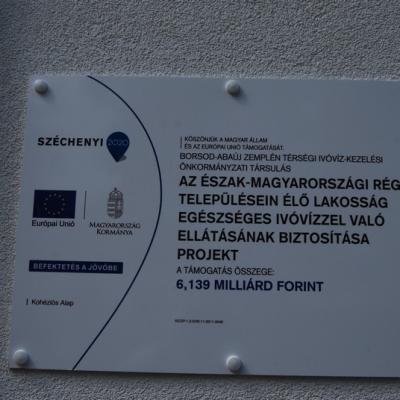 SZÉCHENYI 2020
KÖSZÖNJÜK A MAGYAR ÁLLAM
ÉS AZ EURÓPAI UNIÓ TÁMOGATÁSÁT.
BORSOD-ABAÚJ ZEMPLÉN TÉRSÉGI IVÓVÍZ-KEZELÉSI
ÖNKORMÁNYZATI TÁRSULÁS
AZ ÉSZAK-MAGYARORSZÁGI RÉG
TELEPÜLÉSEIN ÉLŐ LAKOSSÁG
EGÉSZSÉGES IVÓVÍZZEL VALÓ
ELLÁTÁSÁNAK BIZTOSÍTÁSA
PROJEKT
A TÁMOGATÁS ÖSSZEGE:
6,139 MILLIÁRD FORINT
Európai Unió
MAGYARORSZÁG
KORMÁNYA
BEFEKTETÉS A JÖVŐBE
Kohéziós Alap